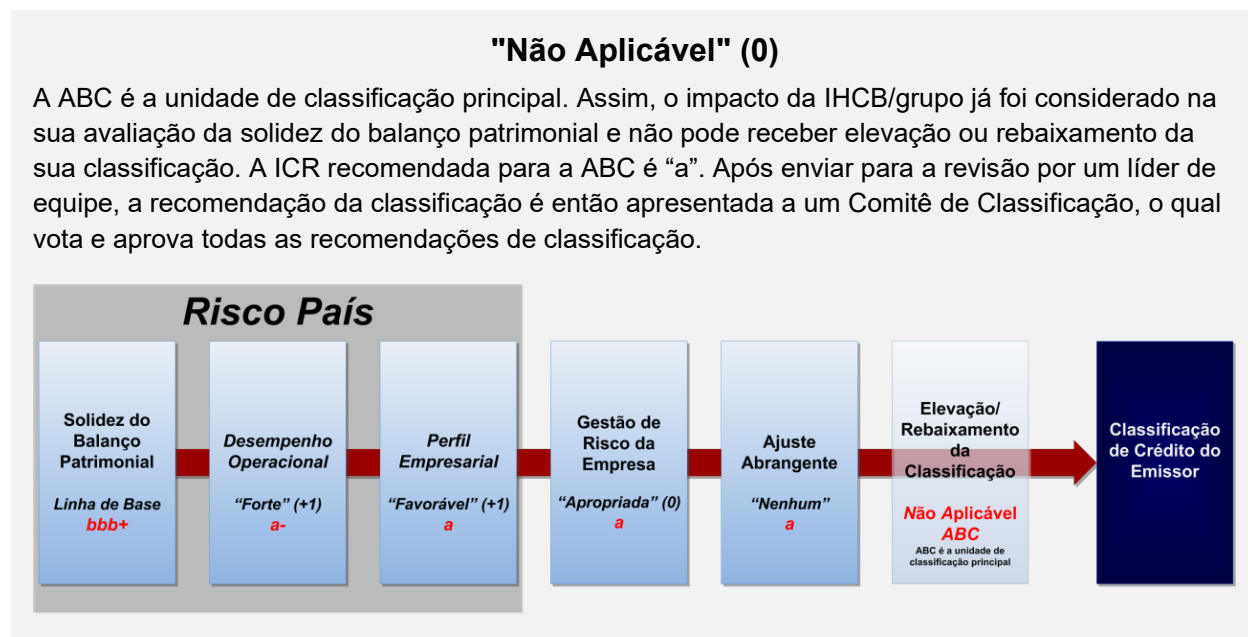 "Não Aplicável" (0)
A ABC é a unidade de classificação principal. Assim, o impacto da IHCB/grupo já foi considerado na
sua avaliação da solidez do balanço patrimonial e não pode receber elevação ou rebaixamento da
sua classificação. A ICR recomendada para a ABC é “a”. Após enviar para a revisão por um líder de
equipe, a recomendação da classificação é então apresentada a um Comitê de Classificação, o qual
vota e aprova todas as recomendações de classificação.
Risco País
Solidez do
Balanço
Patrimonial
Linha de Base
bbb+
Desempenho
Operacional
“Forte” (+1)
a-
Perfil
Empresarial
“Favorável” (+1)
a
Gestão de
Risco da
Empresa
“Apropriada” (0)
a
Ajuste
Abrangente
“Nenhum”
a
Elevação/
Rebaixamento
da
Classificação
Não Aplicável
ABC
ABC é a unidade de
classificação principal
Classificação
de Crédito do
Emissor